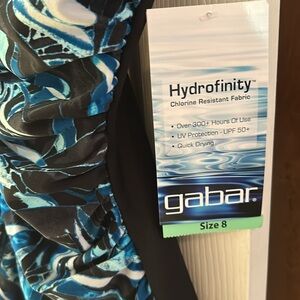 Hydrofinity™
Chlorine Resistant Fabric
• Over 300+ Hours Of Use
• UV Protection - UPF 50+
• Quick Drying
gabar®
Size 8